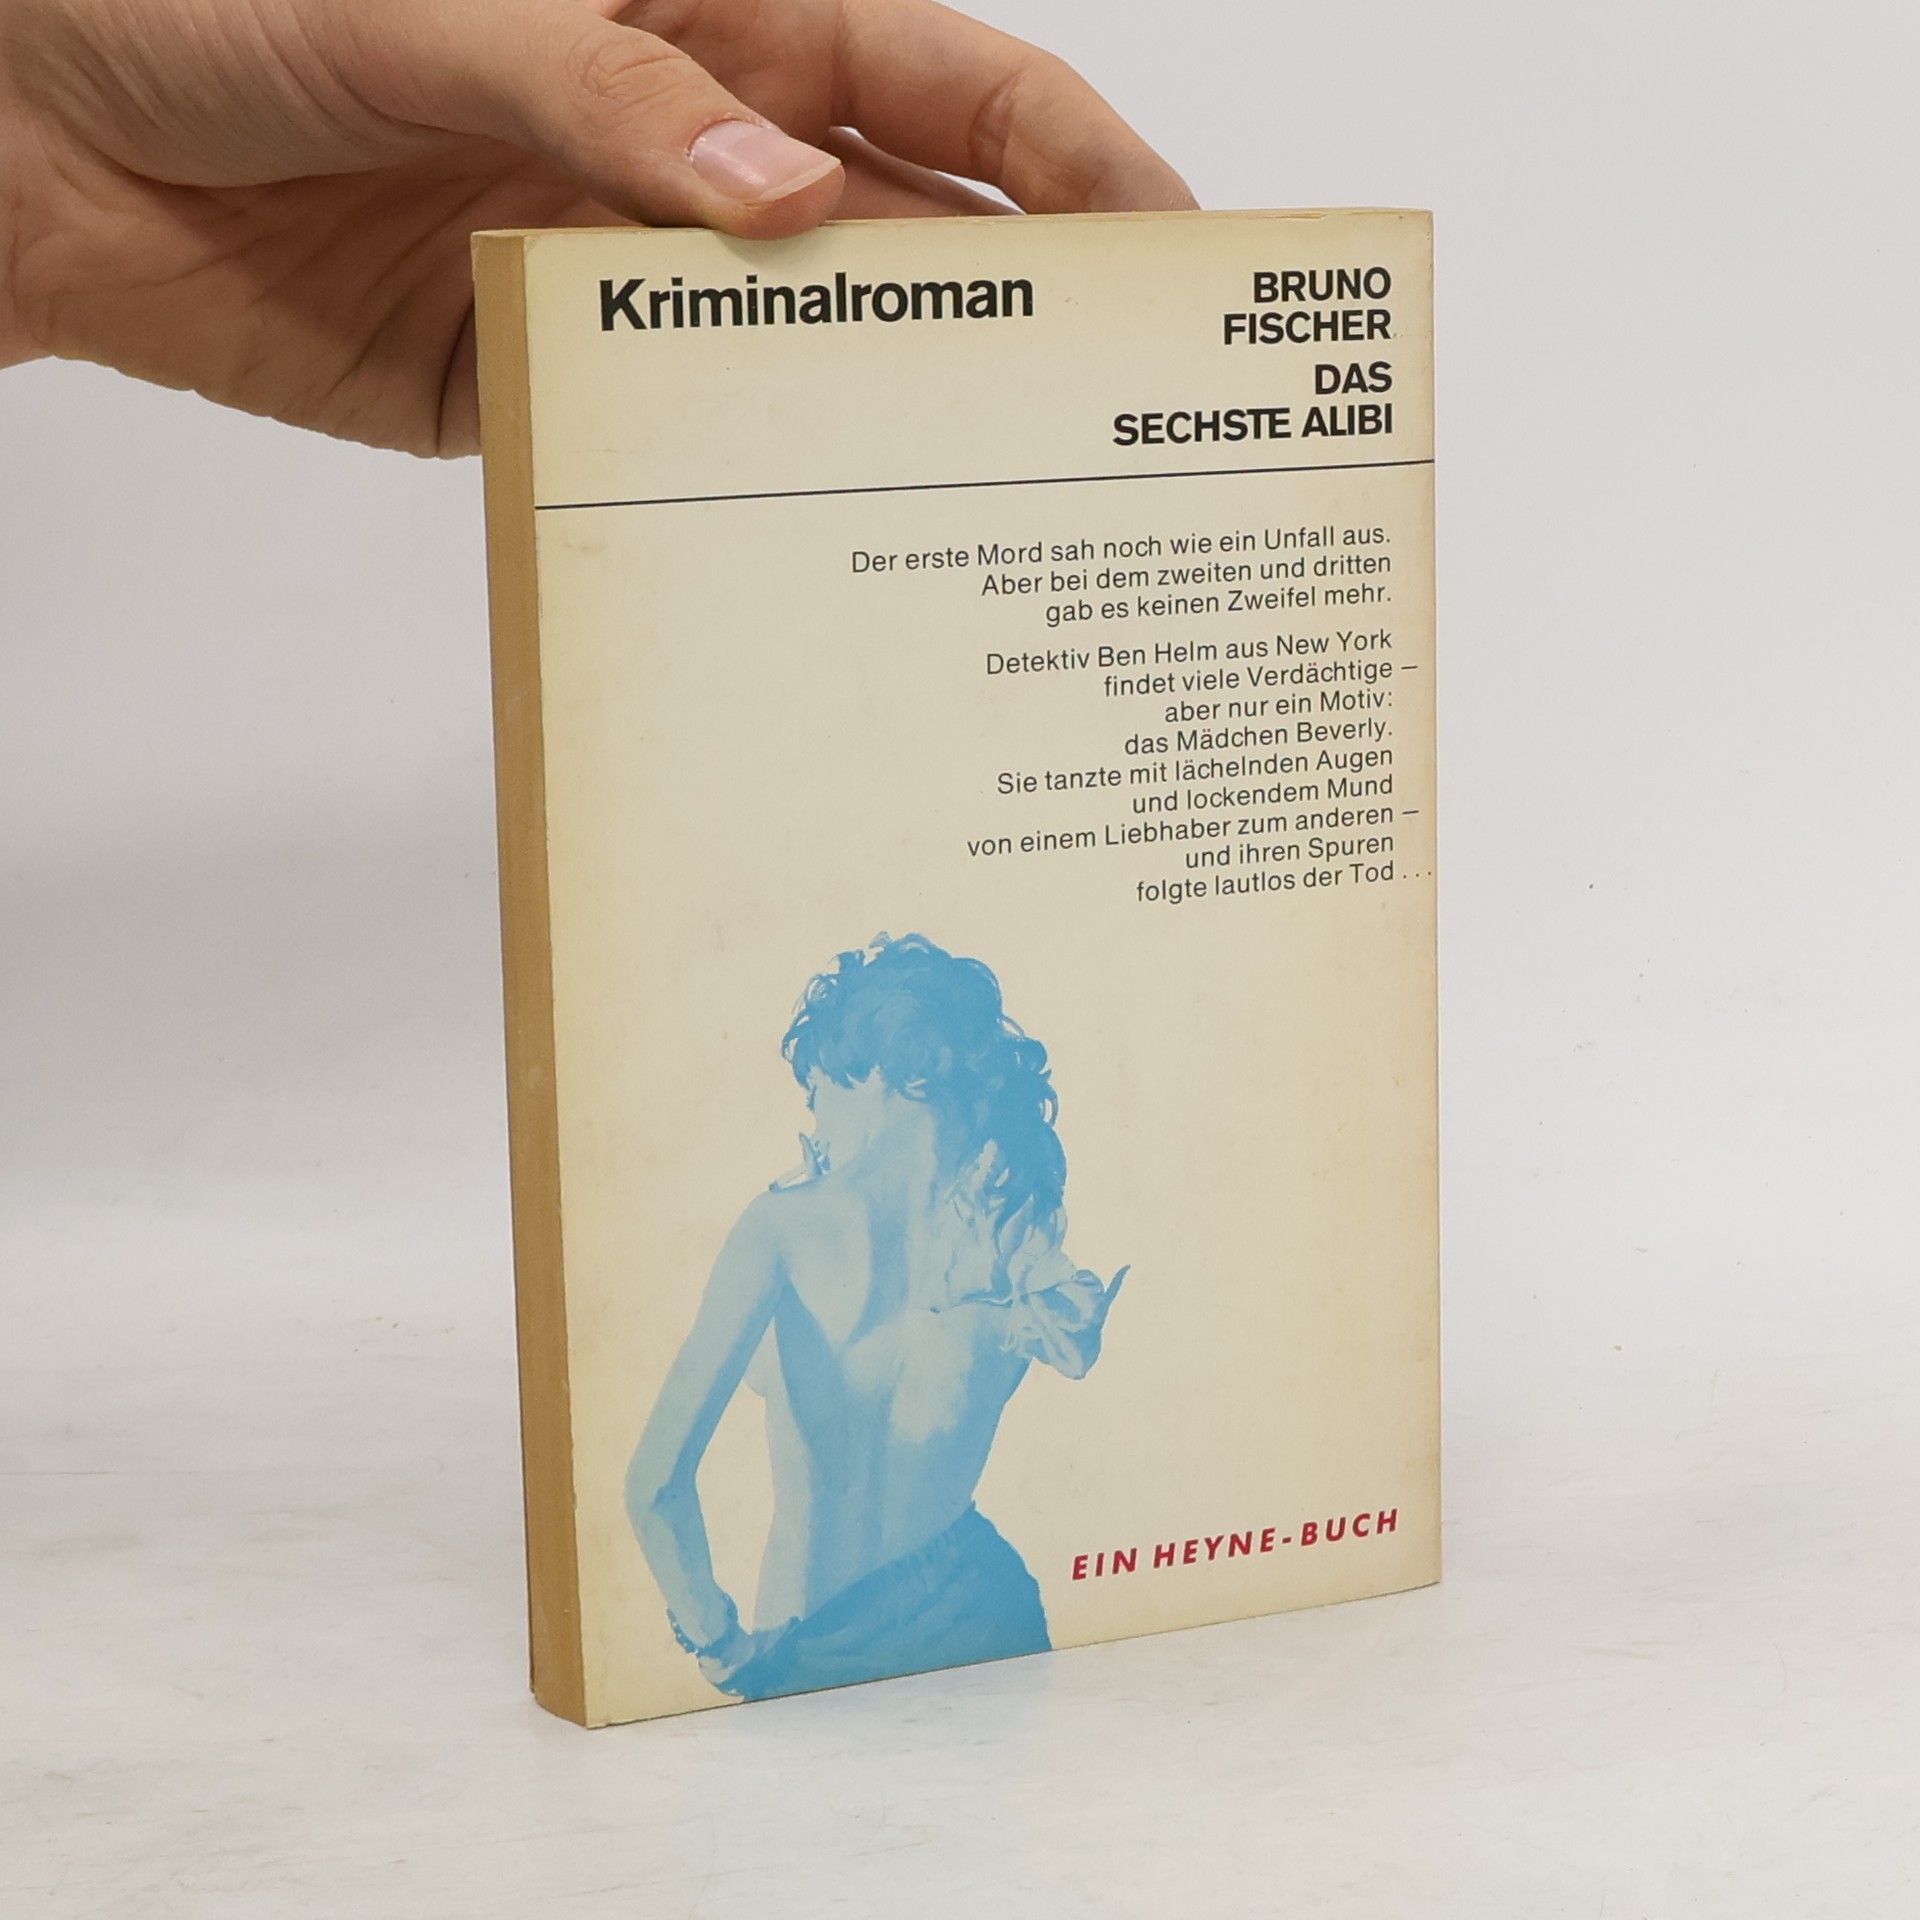 Kriminalroman
BRUNO
FISCHER
DAS
SECHSTE ALIBI
Der erste Mord sah noch wie ein Unfall aus.
Aber bei dem zweiten und dritten
gab es keinen Zweifel mehr.
Detektiv Ben Helm aus New York
findet viele Verdächtige –
aber nur ein Motiv:
das Mädchen Beverly.
Sie tanzte mit lächelnden Augen
und lockendem Mund
von einem Liebhaber zum anderen –
und ihren Spuren
folgte lautlos der Tod . . .
EIN HEYNE-BUCH